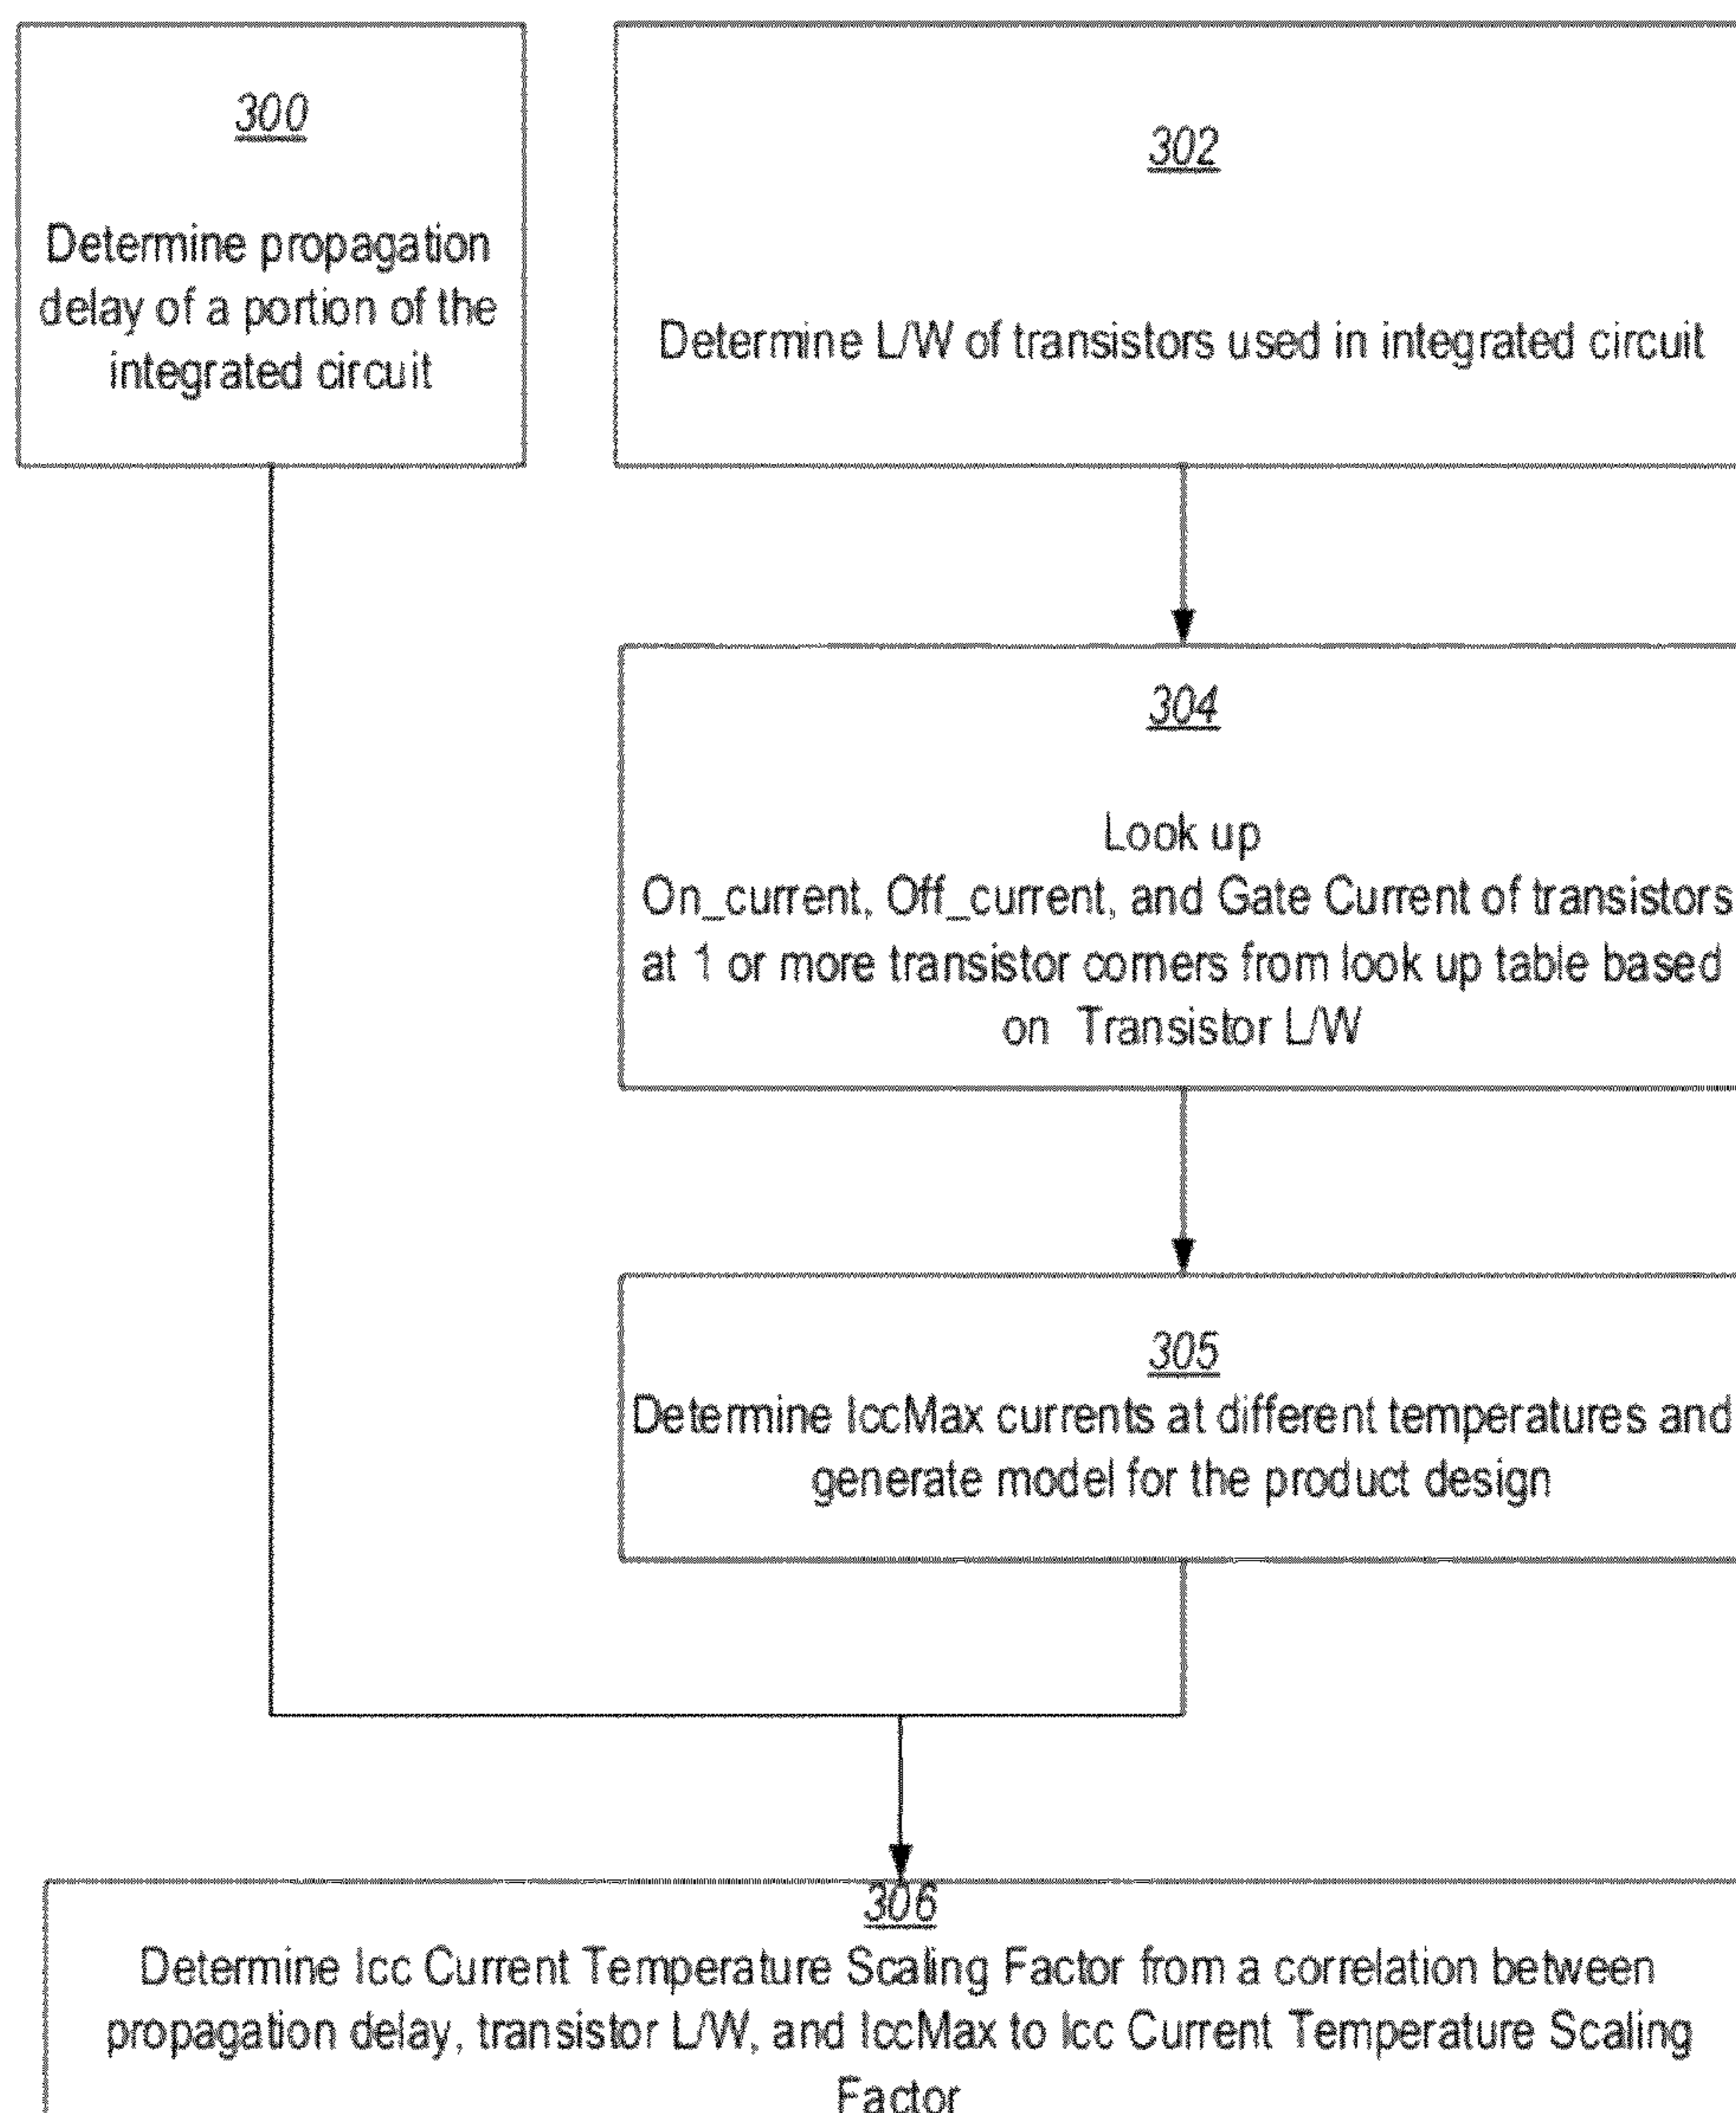 300
Determine propagation
delay of a portion of the
integrated circuit
302
Determine L/W of transistors used in integrated circuit
304
Look up
On_current, Off_current, and Gate Current of transistors
at 1 or more transistor corners from look up table based
on Transistor L/W
305
Determine IccMax currents at different temperatures and
generate model for the product design
306
Determine Icc Current Temperature Scaling Factor from a correlation between
propagation delay, transistor L/W, and IccMax to Icc Current Temperature Scaling
Factor